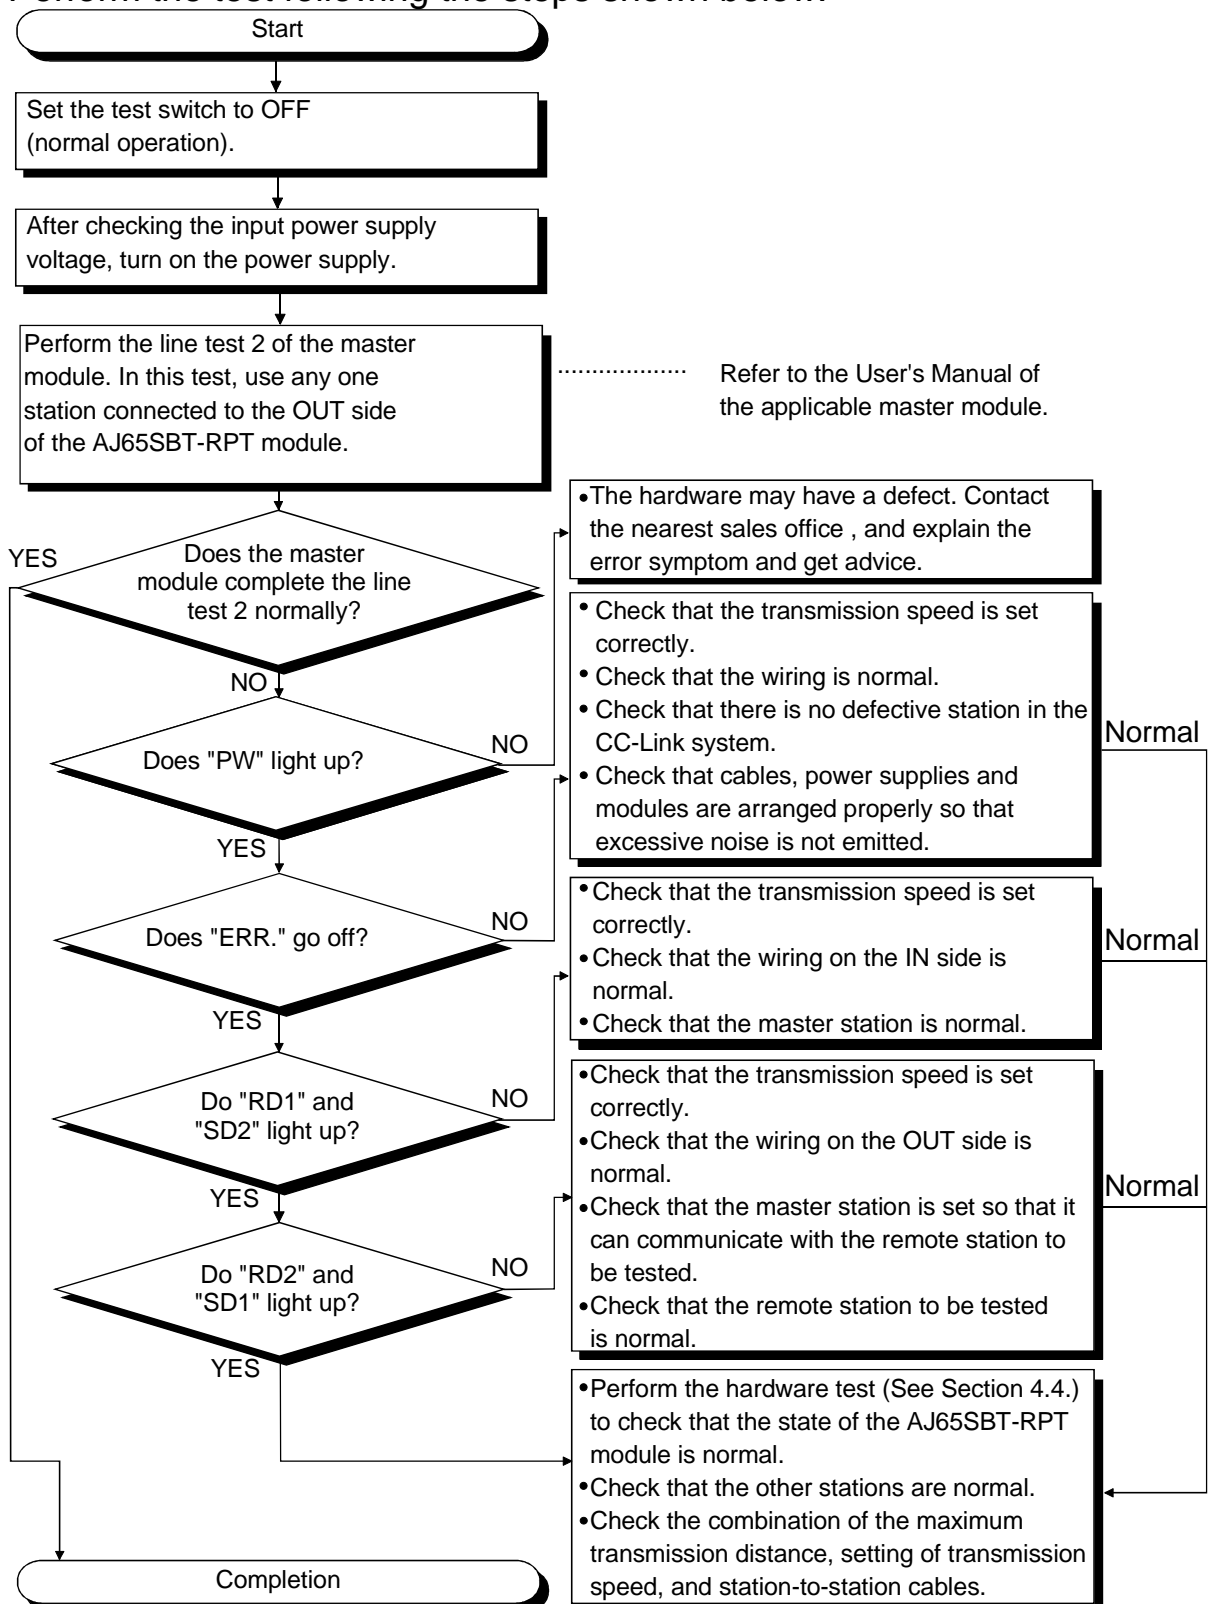 Perform the test following the steps shown below.
Start
Set the test switch to OFF
(normal operation).
After checking the input power supply
voltage, turn on the power supply.
Perform the line test 2 of the master
module. In this test, use any one
station connected to the OUT side
of the AJ65SBT-RPT module.
Refer to the User's Manual of
the applicable master module.
Does the master
module complete the line
test 2 normally?
YES
NO
Does "PW" light up?
NO
YES
•The hardware may have a defect. Contact
the nearest sales office , and explain the
error symptom and get advice.
Does "ERR." go off?
NO
YES
• Check that the transmission speed is set
correctly.
• Check that the wiring is normal.
• Check that there is no defective station in the
CC-Link system.
• Check that cables, power supplies and
modules are arranged properly so that
excessive noise is not emitted.
Normal
Do "RD1" and
"SD2" light up?
NO
YES
•Check that the transmission speed is set
correctly.
•Check that the wiring on the IN side is
normal.
•Check that the master station is normal.
Normal
Do "RD2" and
"SD1" light up?
NO
YES
•Check that the transmission speed is set
correctly.
•Check that the wiring on the OUT side is
normal.
•Check that the master station is set so that it
can communicate with the remote station to
be tested.
•Check that the remote station to be tested
is normal.
Normal
•Perform the hardware test (See Section 4.4.)
to check that the state of the AJ65SBT-RPT
module is normal.
•Check that the other stations are normal.
•Check the combination of the maximum
transmission distance, setting of transmission
speed, and station-to-station cables.
Completion